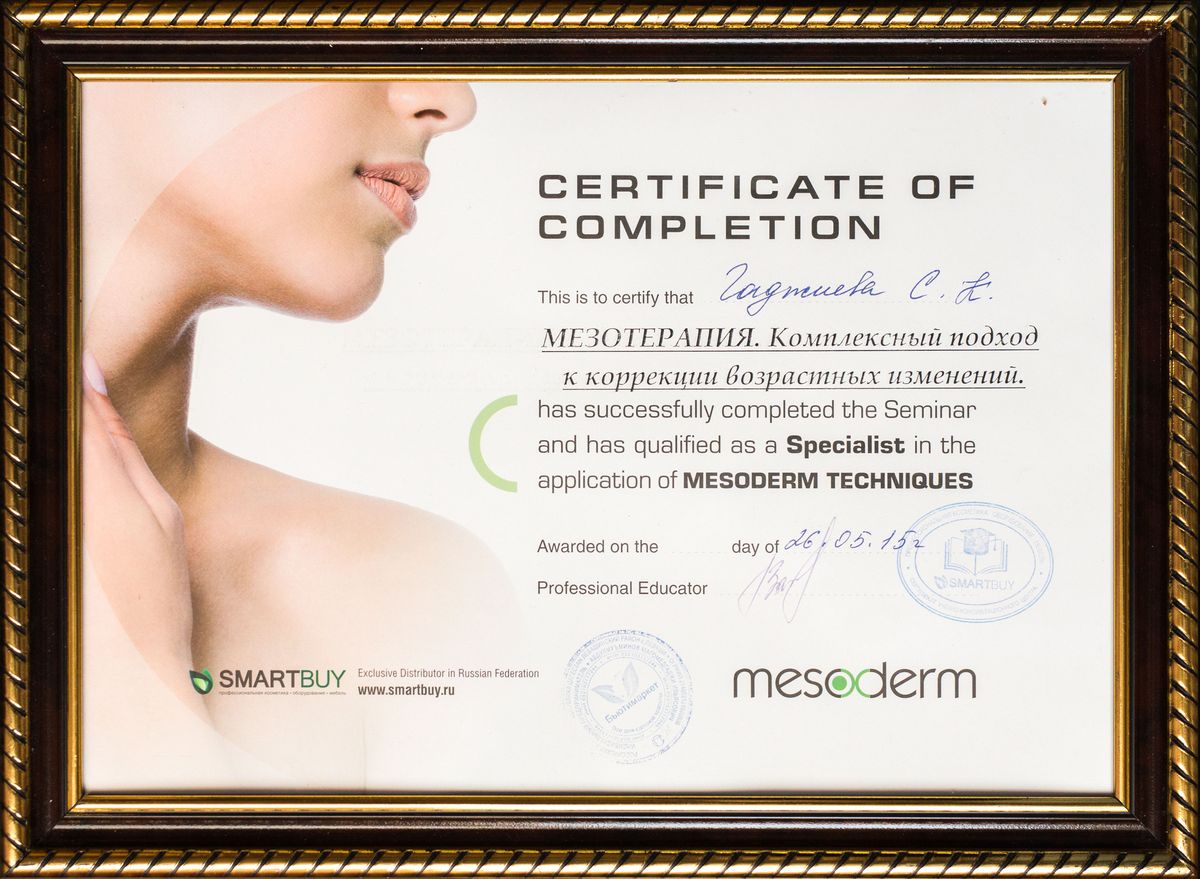 CERTIFICATE OF
COMPLETION
This is to certify that Гаджиева С. Н.
МЕЗОТЕРАПИЯ. Комплексный подход
к коррекции возрастных изменений.
has successfully completed the Seminar
and has qualified as a Specialist in the
application of MESODERM TECHNIQUES
Awarded on the day of 26.05.15г
Professional Educator
SMARTBUY
SMARTBUY
профессиональная косметика • оборудование • мебель
Exclusive Distributor in Russian Federation
www.smartbuy.ru
Бьютимаркет
mesoderm